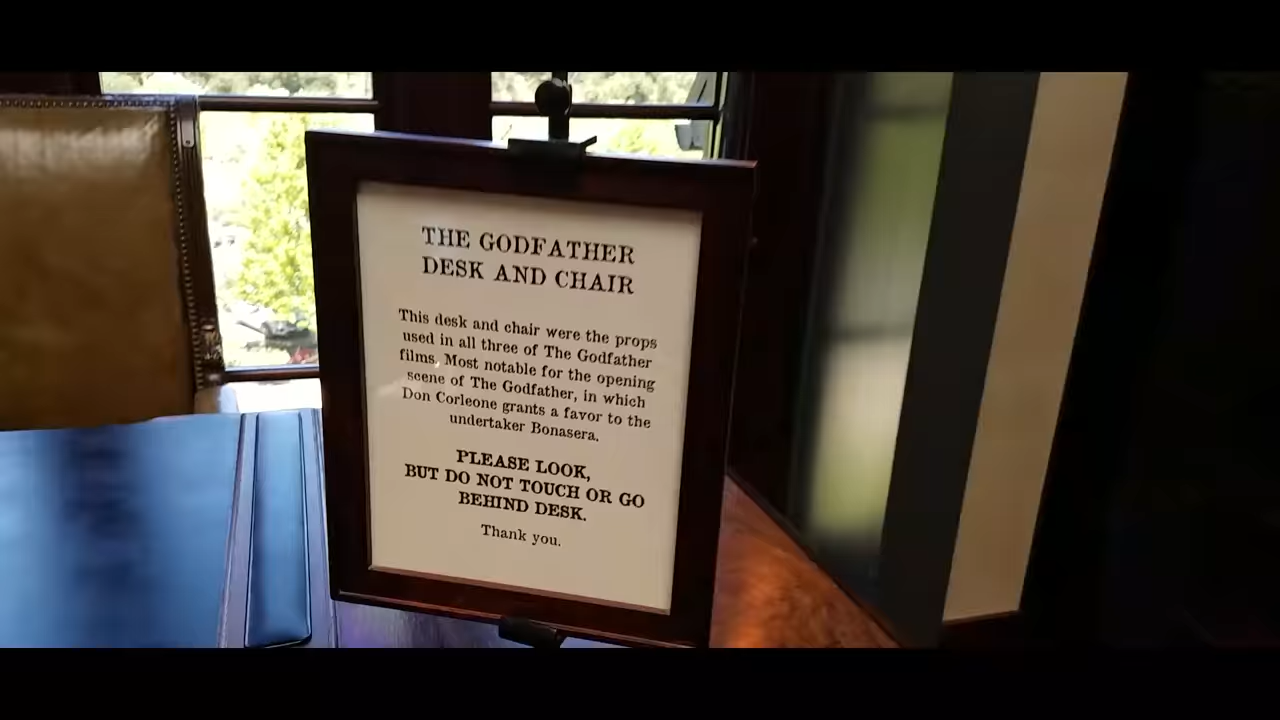 THE GODFATHER
DESK AND CHAIR
This desk and chair were the props
used in all three of The Godfather
films. Most notable for the opening
scene of The Godfather, in which
Don Corleone grants a favor to the
undertaker Bonasera.
PLEASE LOOK,
BUT DO NOT TOUCH OR GO
BEHIND DESK.
Thank you.